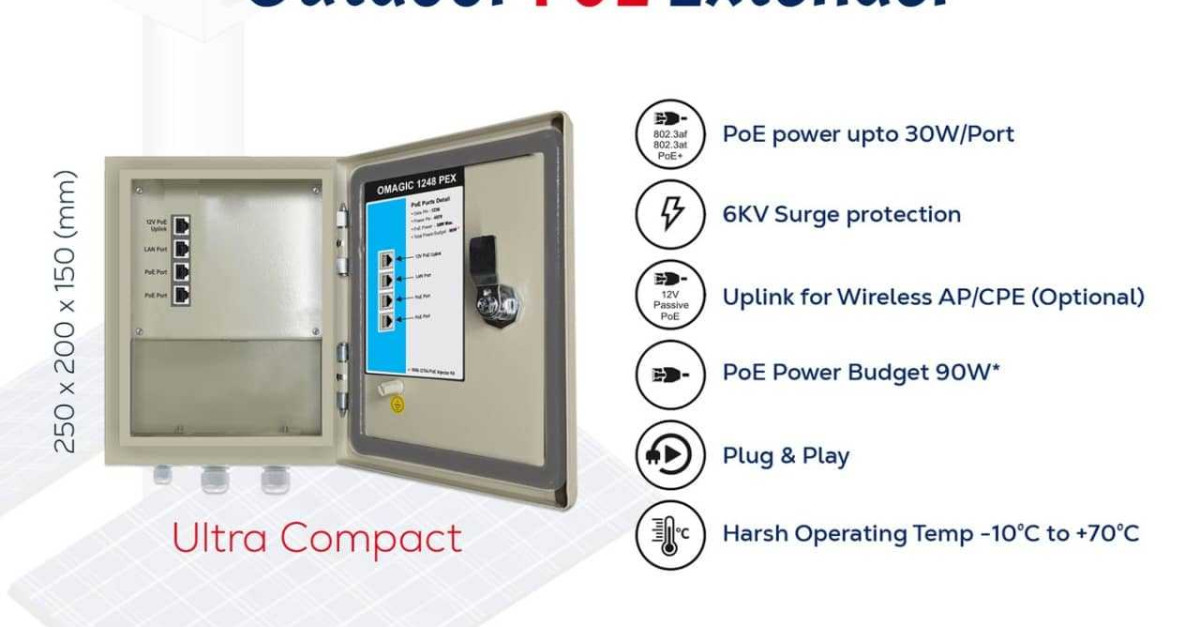 Outdoor PoE Extender
250 x 200 x 150 (mm)
12V PoE
Uplink
LAN Port
PoE Port
PoE Port
OMAGIC 1248 PEX
PoE Ports Detail
12V PoE Uplink
LAN Port
PoE Port
PoE Port
Ultra Compact
802.3af
802.3at
PoE+
PoE power upto 30W/Port
6KV Surge protection
12V
Passive
PoE
Uplink for Wireless AP/CPE (Optional)
PoE Power Budget 90W*
Plug & Play
°C
Harsh Operating Temp -10°C to +70°C